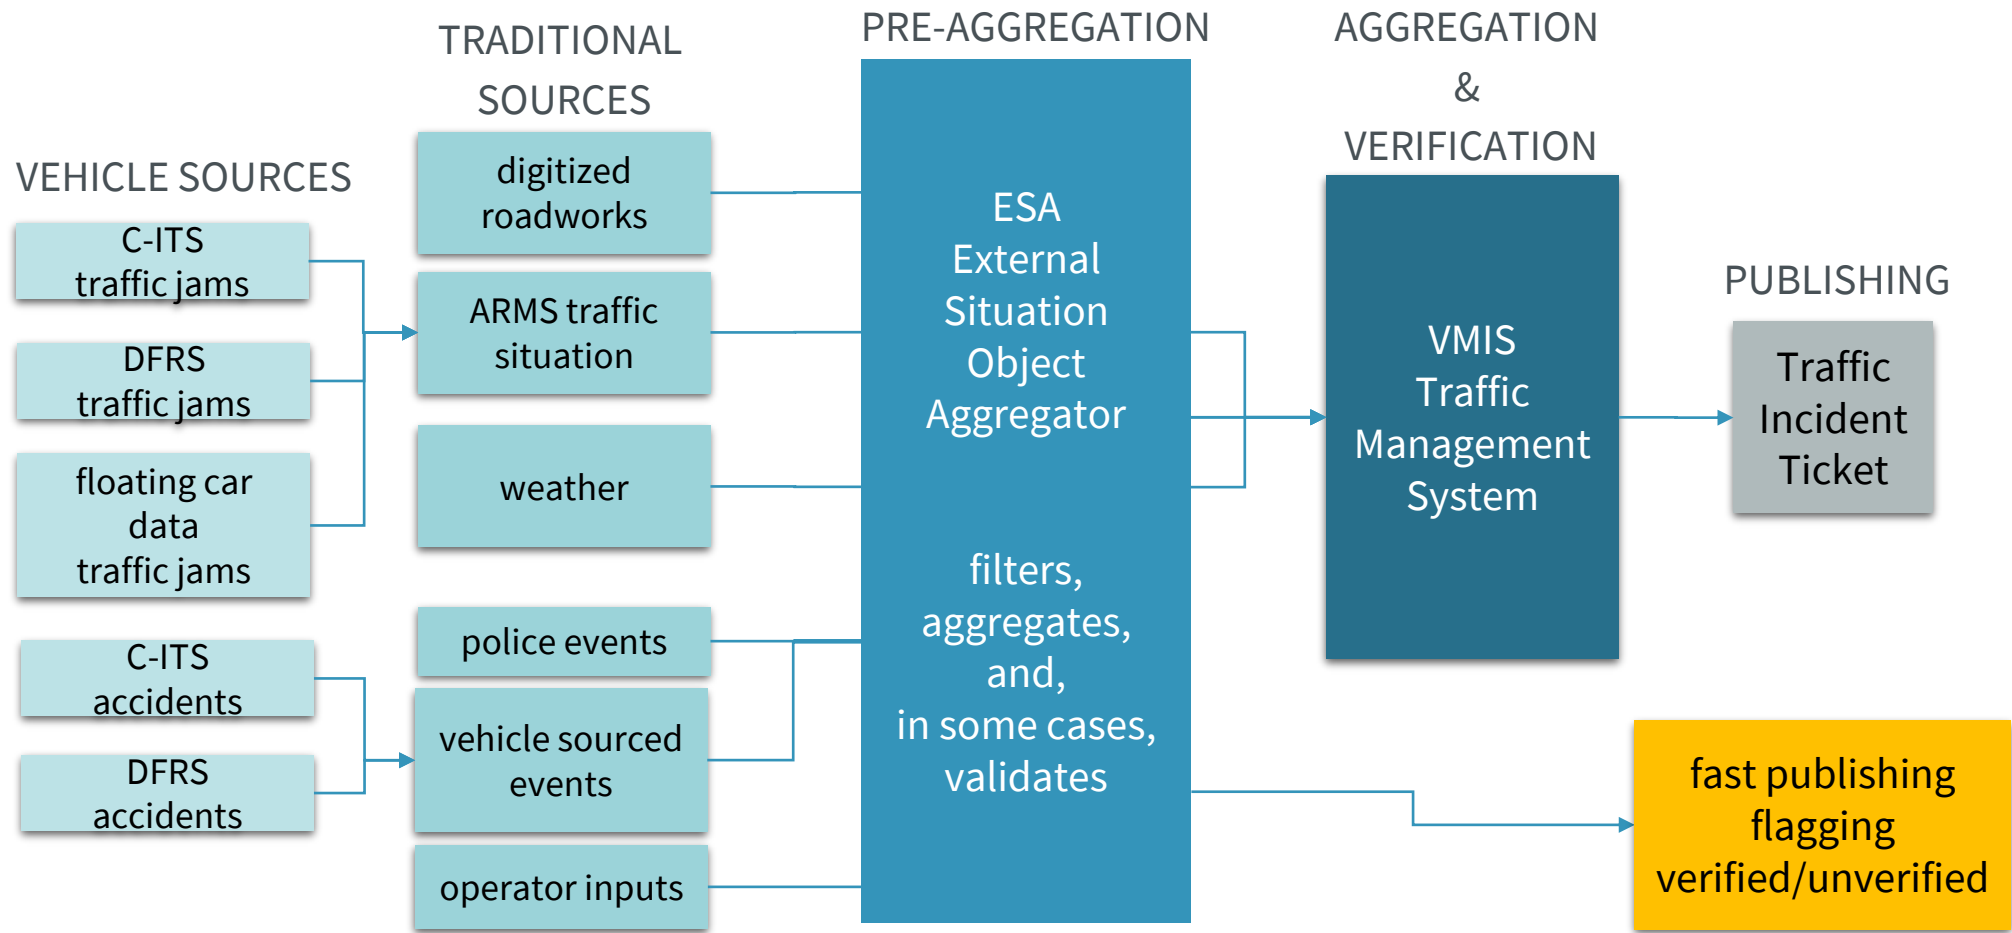 VEHICLE SOURCES
C-ITS
traffic jams
DFRS
traffic jams
floating car
data
traffic jams
C-ITS
accidents
DFRS
accidents
TRADITIONAL
SOURCES
digitized
roadworks
ARMS traffic
situation
weather
police events
vehicle sourced
events
operator inputs
PRE-AGGREGATION
ESA
External
Situation
Object
Aggregator
filters,
aggregates,
and,
in some cases,
validates
AGGREGATION
&
VERIFICATION
VMIS
Traffic
Management
System
PUBLISHING
Traffic
Incident
Ticket
fast publishing
flagging
verified/unverified